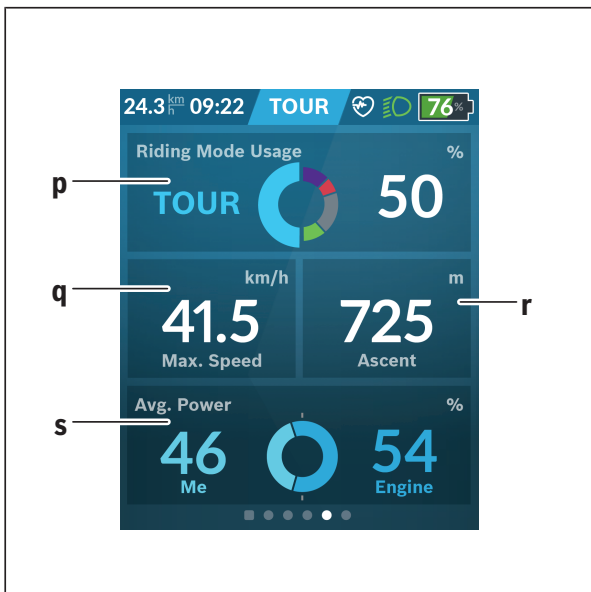 24.3 km/h 09:22 TOUR 76%
Riding Mode Usage %
p
TOUR 50
q
km/h m
r
41.5 725
Max. Speed Ascent
Avg. Power %
s
46 54
Me Engine